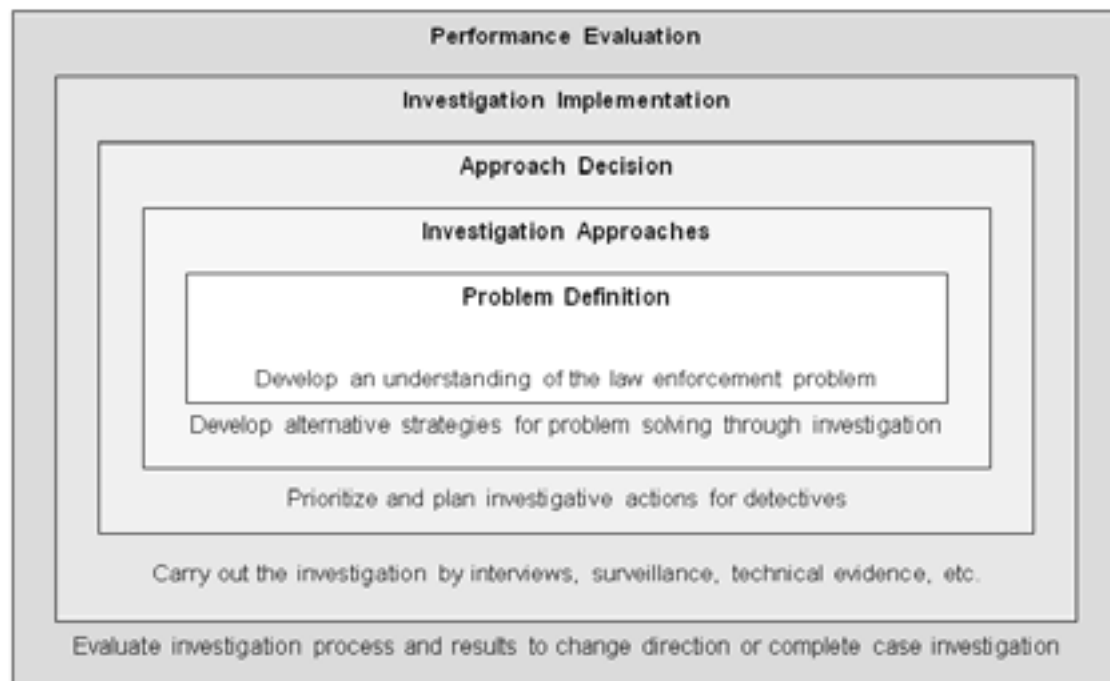 Performance Evaluation
Investigation Implementation
Approach Decision
Investigation Approaches
Problem Definition
Develop an understanding of the law enforcement problem
Develop alternative strategies for problem solving through investigation
Prioritize and plan investigative actions for detectives
Carry out the investigation by interviews, surveillance, technical evidence, etc.
Evaluate investigation process and results to change direction or complete case investigation